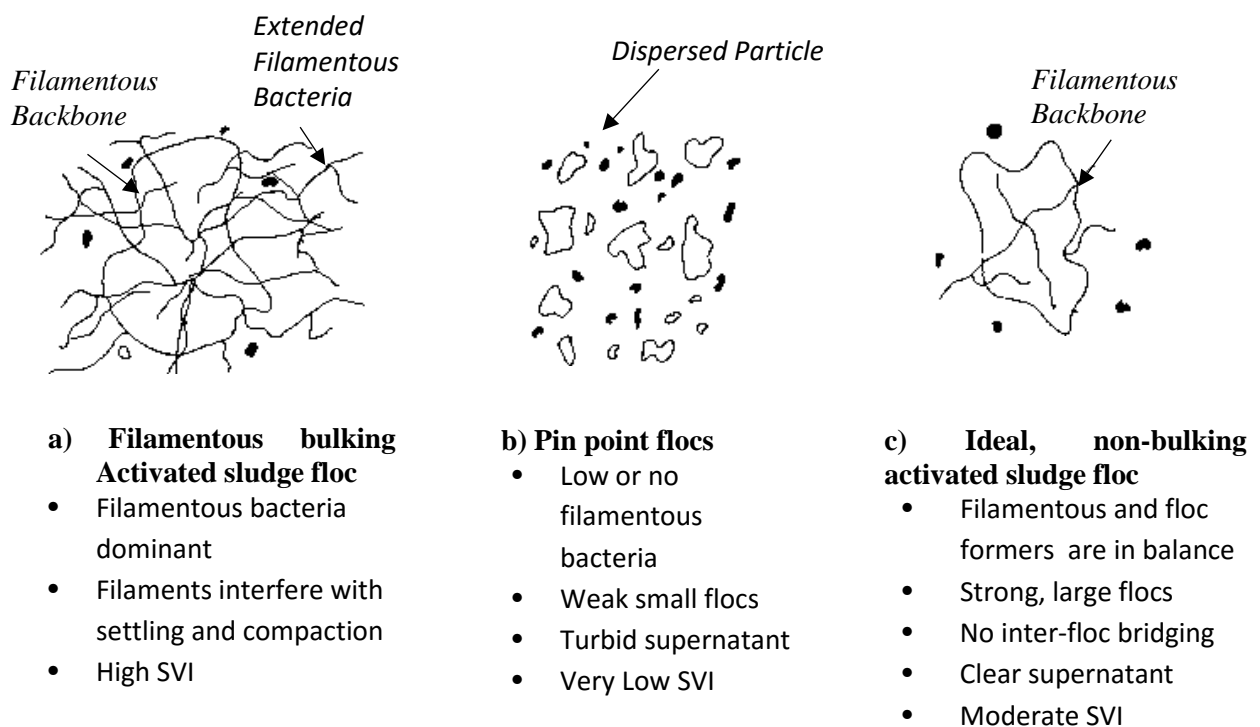 Extended
Filamentous
Bacteria
Filamentous
Backbone
Dispersed Particle
Filamentous
Backbone
a) Filamentous bulking
Activated sludge floc
• Filamentous bacteria
dominant
• Filaments interfere with
settling and compaction
• High SVI
b) Pin point flocs
• Low or no
filamentous
bacteria
• Weak small flocs
• Turbid supernatant
• Very Low SVI
c) Ideal, non-bulking
activated sludge floc
• Filamentous and floc
formers are in balance
• Strong, large flocs
• No inter-floc bridging
• Clear supernatant
• Moderate SVI